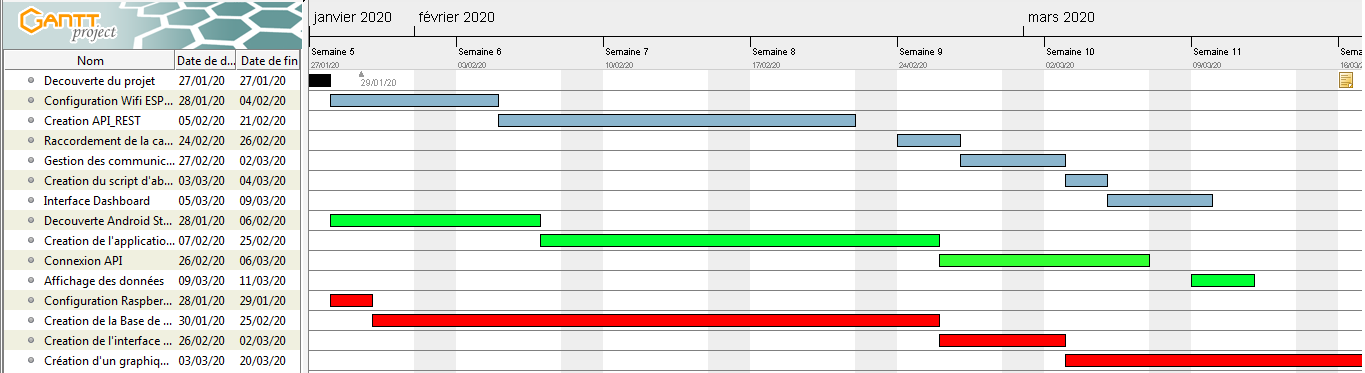 GANTT
project
janvier 2020 février 2020 mars 2020
Semaine 5 Semaine 6 Semaine 7 Semaine 8 Semaine 9 Semaine 10 Semaine 11 Sema
27/01/20 03/02/20 10/02/20 17/02/20 24/02/20 02/03/20 09/03/20 16/03/2
Nom Date de d... Date de fin
Decouverte du projet 27/01/20 27/01/20 29/01/20
Configuration Wifi ESP... 28/01/20 04/02/20
Creation API_REST 05/02/20 21/02/20
Raccordement de la ca... 24/02/20 26/02/20
Gestion des communic... 27/02/20 02/03/20
Creation du script d'ab... 03/03/20 04/03/20
Interface Dashboard 05/03/20 09/03/20
Decouverte Android St... 28/01/20 06/02/20
Creation de l'applicatio... 07/02/20 25/02/20
Connexion API 26/02/20 06/03/20
Affichage des données 09/03/20 11/03/20
Configuration Raspber... 28/01/20 29/01/20
Creation de la Base de ... 30/01/20 25/02/20
Creation de l'interface ... 26/02/20 02/03/20
Création d'un graphiq... 03/03/20 20/03/20